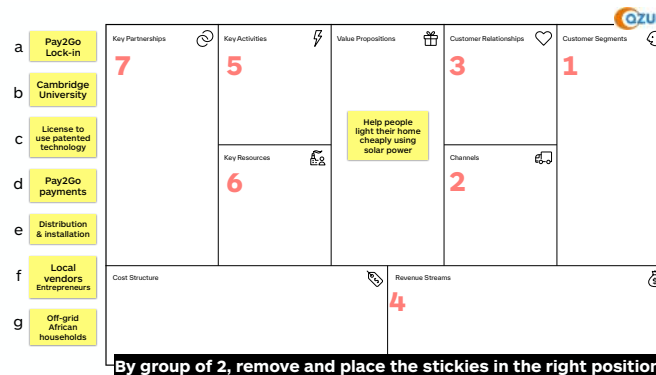 azu
a
Pay2Go
Lock-in
b
Cambridge
University
c
License to
use patented
technology
d
Pay2Go
payments
e
Distribution
& installation
f
Local
vendors
Entrepreneurs
g
Off-grid
African
households
Key Partnerships
7
Key Activities
5
Key Resources
6
Value Propositions
Help people
light their home
cheaply using
solar power
Customer Relationships
3
Channels
2
Customer Segments
1
Cost Structure
Revenue Streams
4
By group of 2, remove and place the stickies in the right position